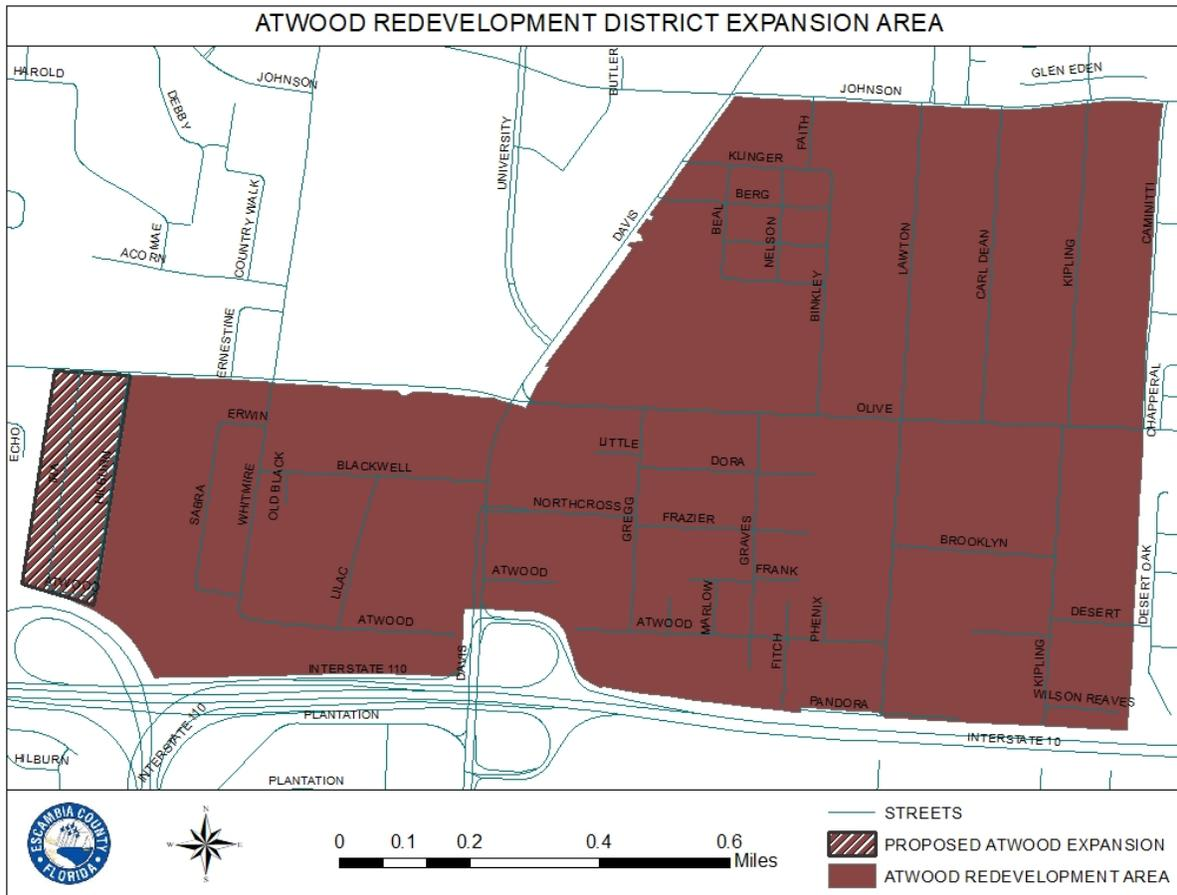 ATWOOD REDEVELOPMENT DISTRICT EXPANSION AREA
HAROLD
JOHNSON
BUTLER
GLEN EDEN
JOHNSON
DEBBY
UNIVERSITY
FAITH
KLINGER
BERG
BEAL
NELSON
DAVIS
CAMINITTI
COUNTRY WALK
MAE
ACORN
LAWTON
CARL DEAN
KIPLING
BINKLEY
ERNESTINE
CHAPPERAL
OLIVE
ERWIN
ECHO
LITTLE
DORA
BLACKWELL
OLD BLACK
WHITMIRE
SABRA
HILBURN
NORTHCROSS
GREGG
FRAZIER
GRAVES
BROOKLYN
ATWOOD
LILAC
ATWOOD
FRANK
MARLOW
PHENIX
DESERT
DESERT OAK
ATWOOD
ATWOOD
FITCH
KIPLING
DAVIS
INTERSTATE 110
PANDORA
WILSON REAVES
PLANTATION
INTERSTATE 110
INTERSTATE 10
HILBURN
PLANTATION
ESCAMBIA COUNTY
FLORIDA
N
W
E
S
0 0.1 0.2 0.4 0.6
Miles
STREETS
PROPOSED ATWOOD EXPANSION
ATWOOD REDEVELOPMENT AREA